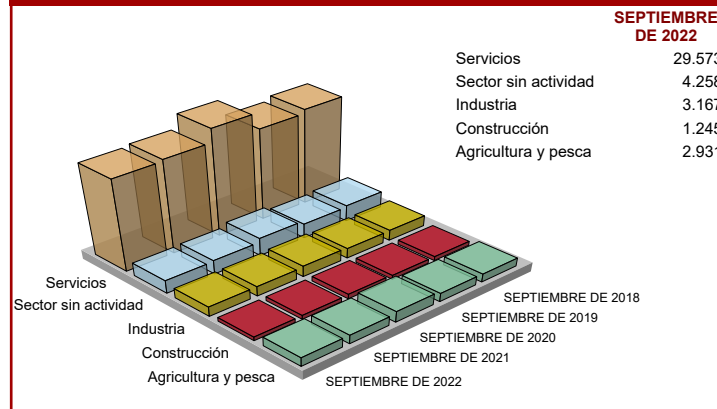 SEPTIEMBRE
DE 2022
Servicios 29.573
Sector sin actividad 4.258
Industria 3.167
Construcción 1.245
Agricultura y pesca 2.931
Servicios
Sector sin actividad
Industria
Construcción
Agricultura y pesca
SEPTIEMBRE DE 2018
SEPTIEMBRE DE 2019
SEPTIEMBRE DE 2020
SEPTIEMBRE DE 2021
SEPTIEMBRE DE 2022